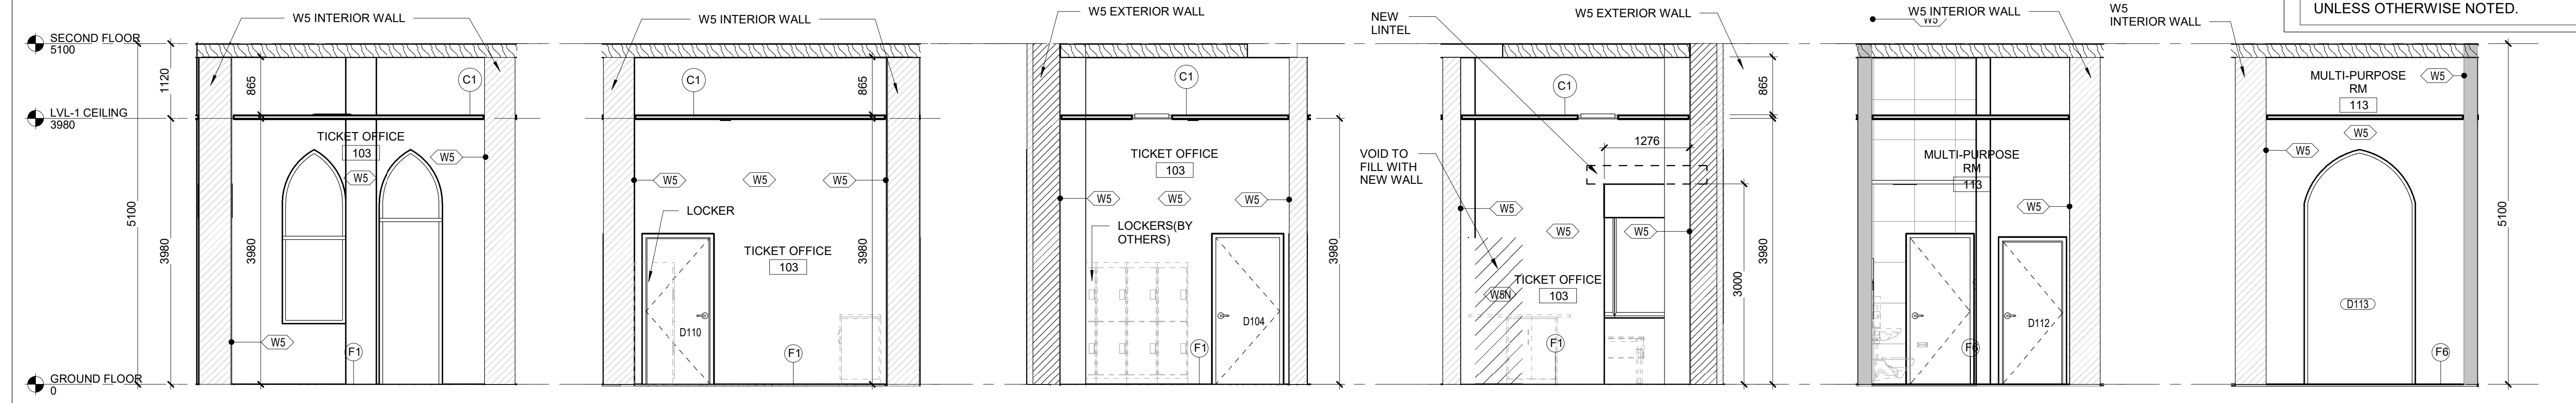 SECOND FLOOR
5100
LVL-1 CEILING
3980
GROUND FLOOR
0
5100
1120
3980
W5 INTERIOR WALL
865
C1
TICKET OFFICE
103
W5
W5
3980
W5
F1
W5 INTERIOR WALL
C1
865
W5
W5
W5
LOCKER
TICKET OFFICE
103
3980
D110
F1
W5 EXTERIOR WALL
C1
TICKET OFFICE
103
W5
W5
W5
LOCKERS(BY
OTHERS)
3980
D104
F1
NEW
LINTEL
W5 EXTERIOR WALL
C1
865
1276
VOID TO
FILL WITH
NEW WALL
W5
W5
W5
3980
3000
TICKET OFFICE
103
W5N
F1
W5 INTERIOR WALL
W5
MULTI-PURPOSE
RM
113
W5
D112
F6
W5
INTERIOR WALL
UNLESS OTHERWISE NOTED.
MULTI-PURPOSE
RM
113
W5
W5
W5
5100
D113
F6